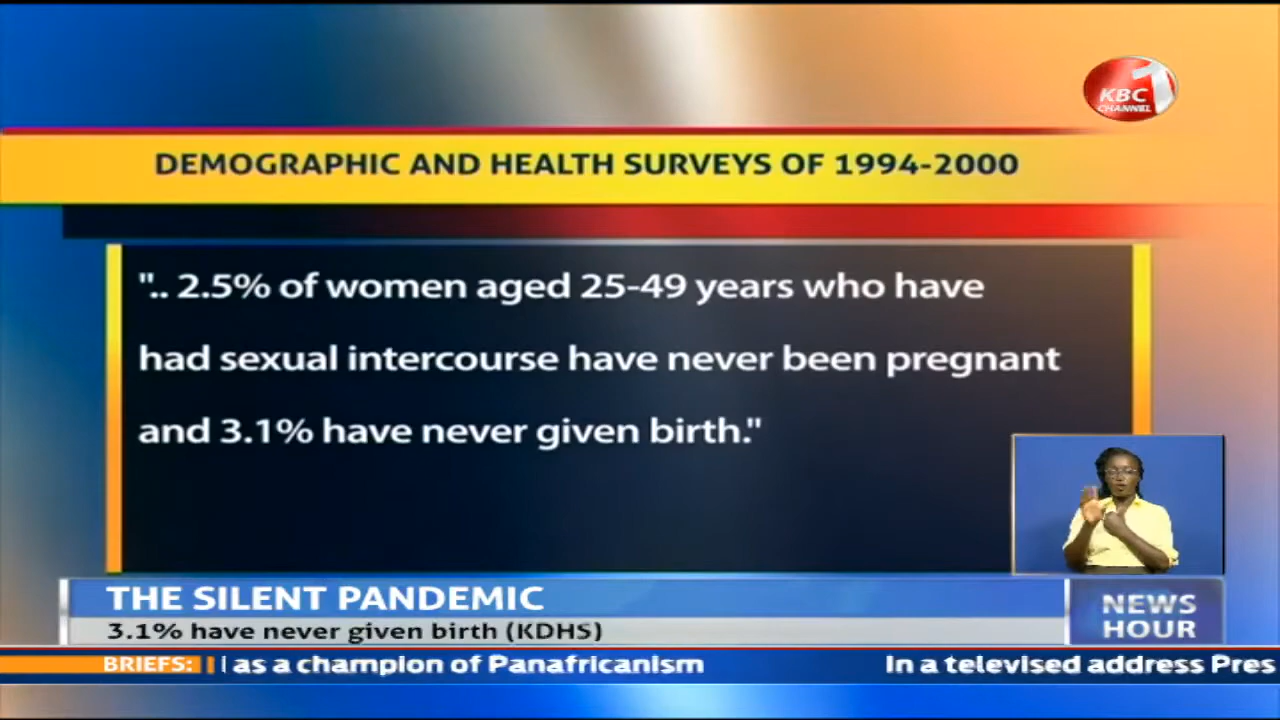 KBC 1
CHANNEL
DEMOGRAPHIC AND HEALTH SURVEYS OF 1994-2000
".. 2.5% of women aged 25-49 years who have
had sexual intercourse have never been pregnant
and 3.1% have never given birth."
THE SILENT PANDEMIC
3.1% have never given birth (KDHS)
NEWS
HOUR
BRIEFS: as a champion of Panafricanism In a televised address Pres